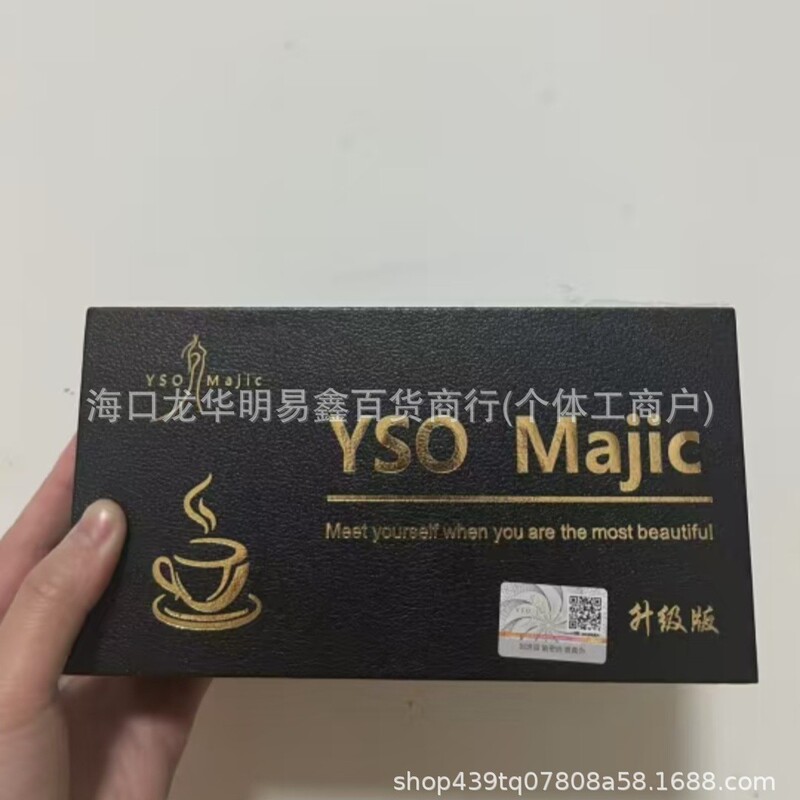 YSO Majic
海口龙华明易鑫百货商行(个体工商户)
YSO Majic
Meet yourself when you are the most beautiful
升级版
shop439tq07808a58.1688.com